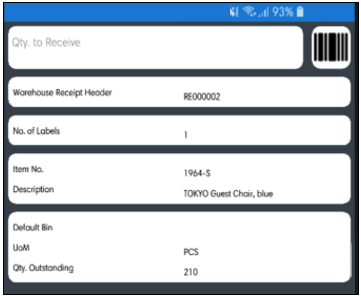 93%
Qty. to Receive
Warehouse Receipt Header RE000002
No. of Labels 1
Item No. 1964-S
Description TOKYO Guest Chair, blue
Default Bin
UoM PCS
Qty. Outstanding 210